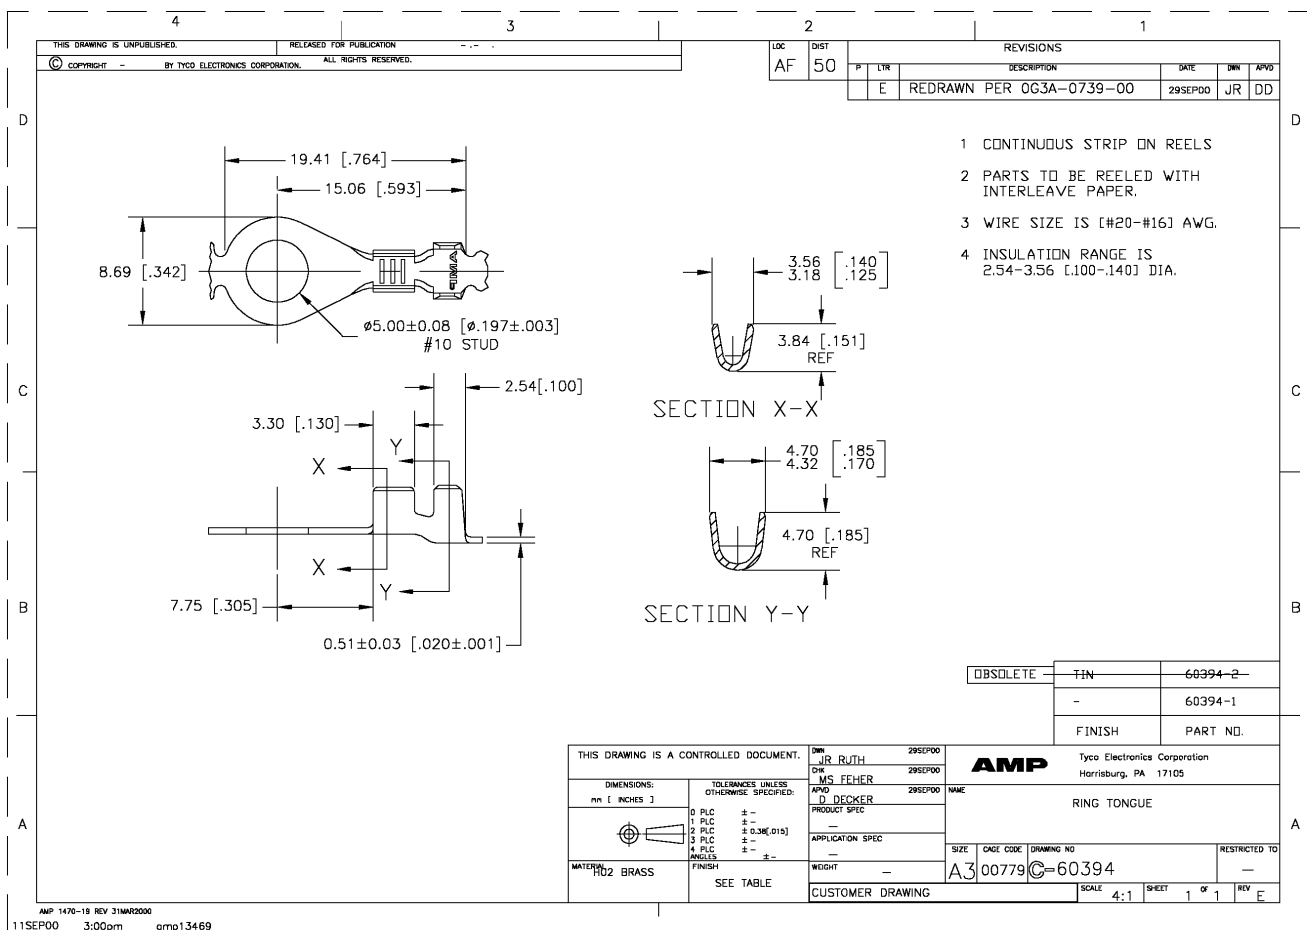 4 3 2 1
THIS DRAWING IS UNPUBLISHED.
RELEASED FOR PUBLICATION - .- .
© COPYRIGHT - BY TYCO ELECTRONICS CORPORATION. ALL RIGHTS RESERVED.
LOC DIST
AF 50
REVISIONS
P LTR DESCRIPTION DATE DWN APVD
E REDRAWN PER 0G3A-0739-00 29SEP00 JR DD
D D
1 CONTINUOUS STRIP ON REELS
2 PARTS TO BE REELED WITH
INTERLEAVE PAPER.
3 WIRE SIZE IS [#20-#16] AWG.
4 INSULATION RANGE IS
2.54-3.56 [.100-.140] DIA.
19.41 [.764]
15.06 [.593]
8.69 [.342]
AMP
ø5.00±0.08 [ø.197±.003]
#10 STUD
3.56 [.140
3.18 .125]
3.84 [.151]
REF
SECTION X-X
C C
2.54[.100]
3.30 [.130]
Y
X
X
Y
7.75 [.305]
0.51±0.03 [.020±.001]
4.70 [.185
4.32 .170]
4.70 [.185]
REF
SECTION Y-Y
B B
OBSOLETE TIN 60394-2
- 60394-1
FINISH PART NO.
THIS DRAWING IS A CONTROLLED DOCUMENT.
DIMENSIONS:
mm [ INCHES ]
TOLERANCES UNLESS
OTHERWISE SPECIFIED:
0 PLC ± -
1 PLC ± -
2 PLC ± 0.38[.015]
3 PLC ± -
4 PLC ± -
ANGLES ± -
MATERIAL
H02 BRASS
FINISH
SEE TABLE
DWN 29SEP00
JR RUTH
CHK 29SEP00
MS FEHER
APVD 29SEP00
D DECKER
PRODUCT SPEC
-
APPLICATION SPEC
-
WEIGHT -
CUSTOMER DRAWING
AMP
Tyco Electronics Corporation
Harrisburg, PA 17105
NAME
RING TONGUE
SIZE CAGE CODE DRAWING NO RESTRICTED TO
A3 00779 C-60394 -
SCALE 4:1 SHEET 1 OF 1 REV E
A A
AMP 1470-19 REV 31MAR2000
11SEP00 3:00pm amp13469